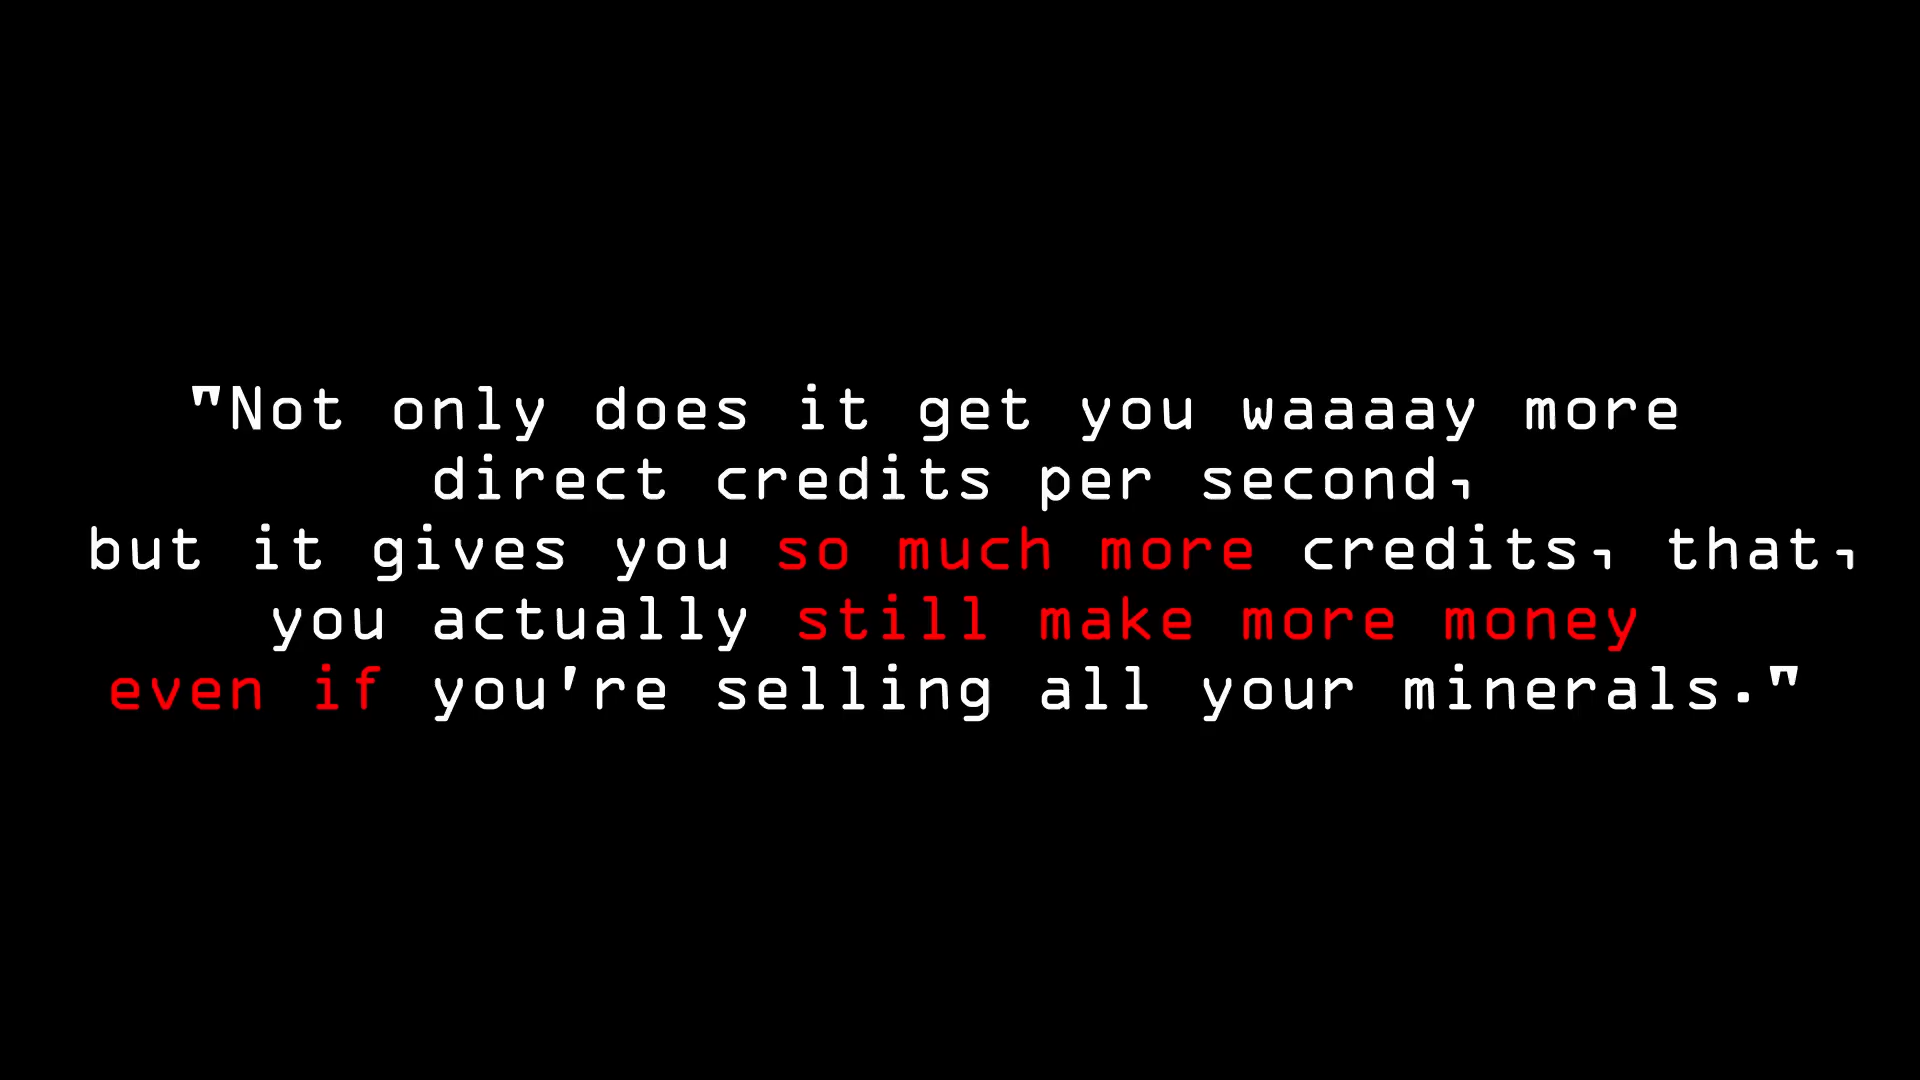 "Not only does it get you waaaay more
direct credits per second,
but it gives you so much more credits, that,
you actually still make more money
even if you're selling all your minerals."